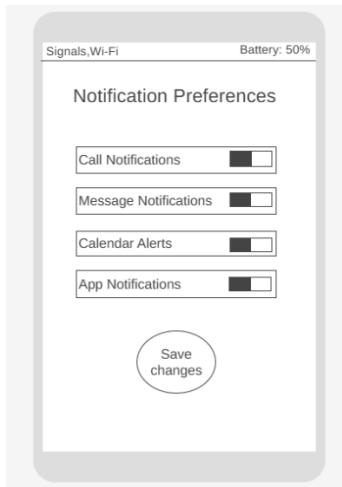 Signals,Wi-Fi Battery: 50%
Notification Preferences
Call Notifications
Message Notifications
Calendar Alerts
App Notifications
Save
changes